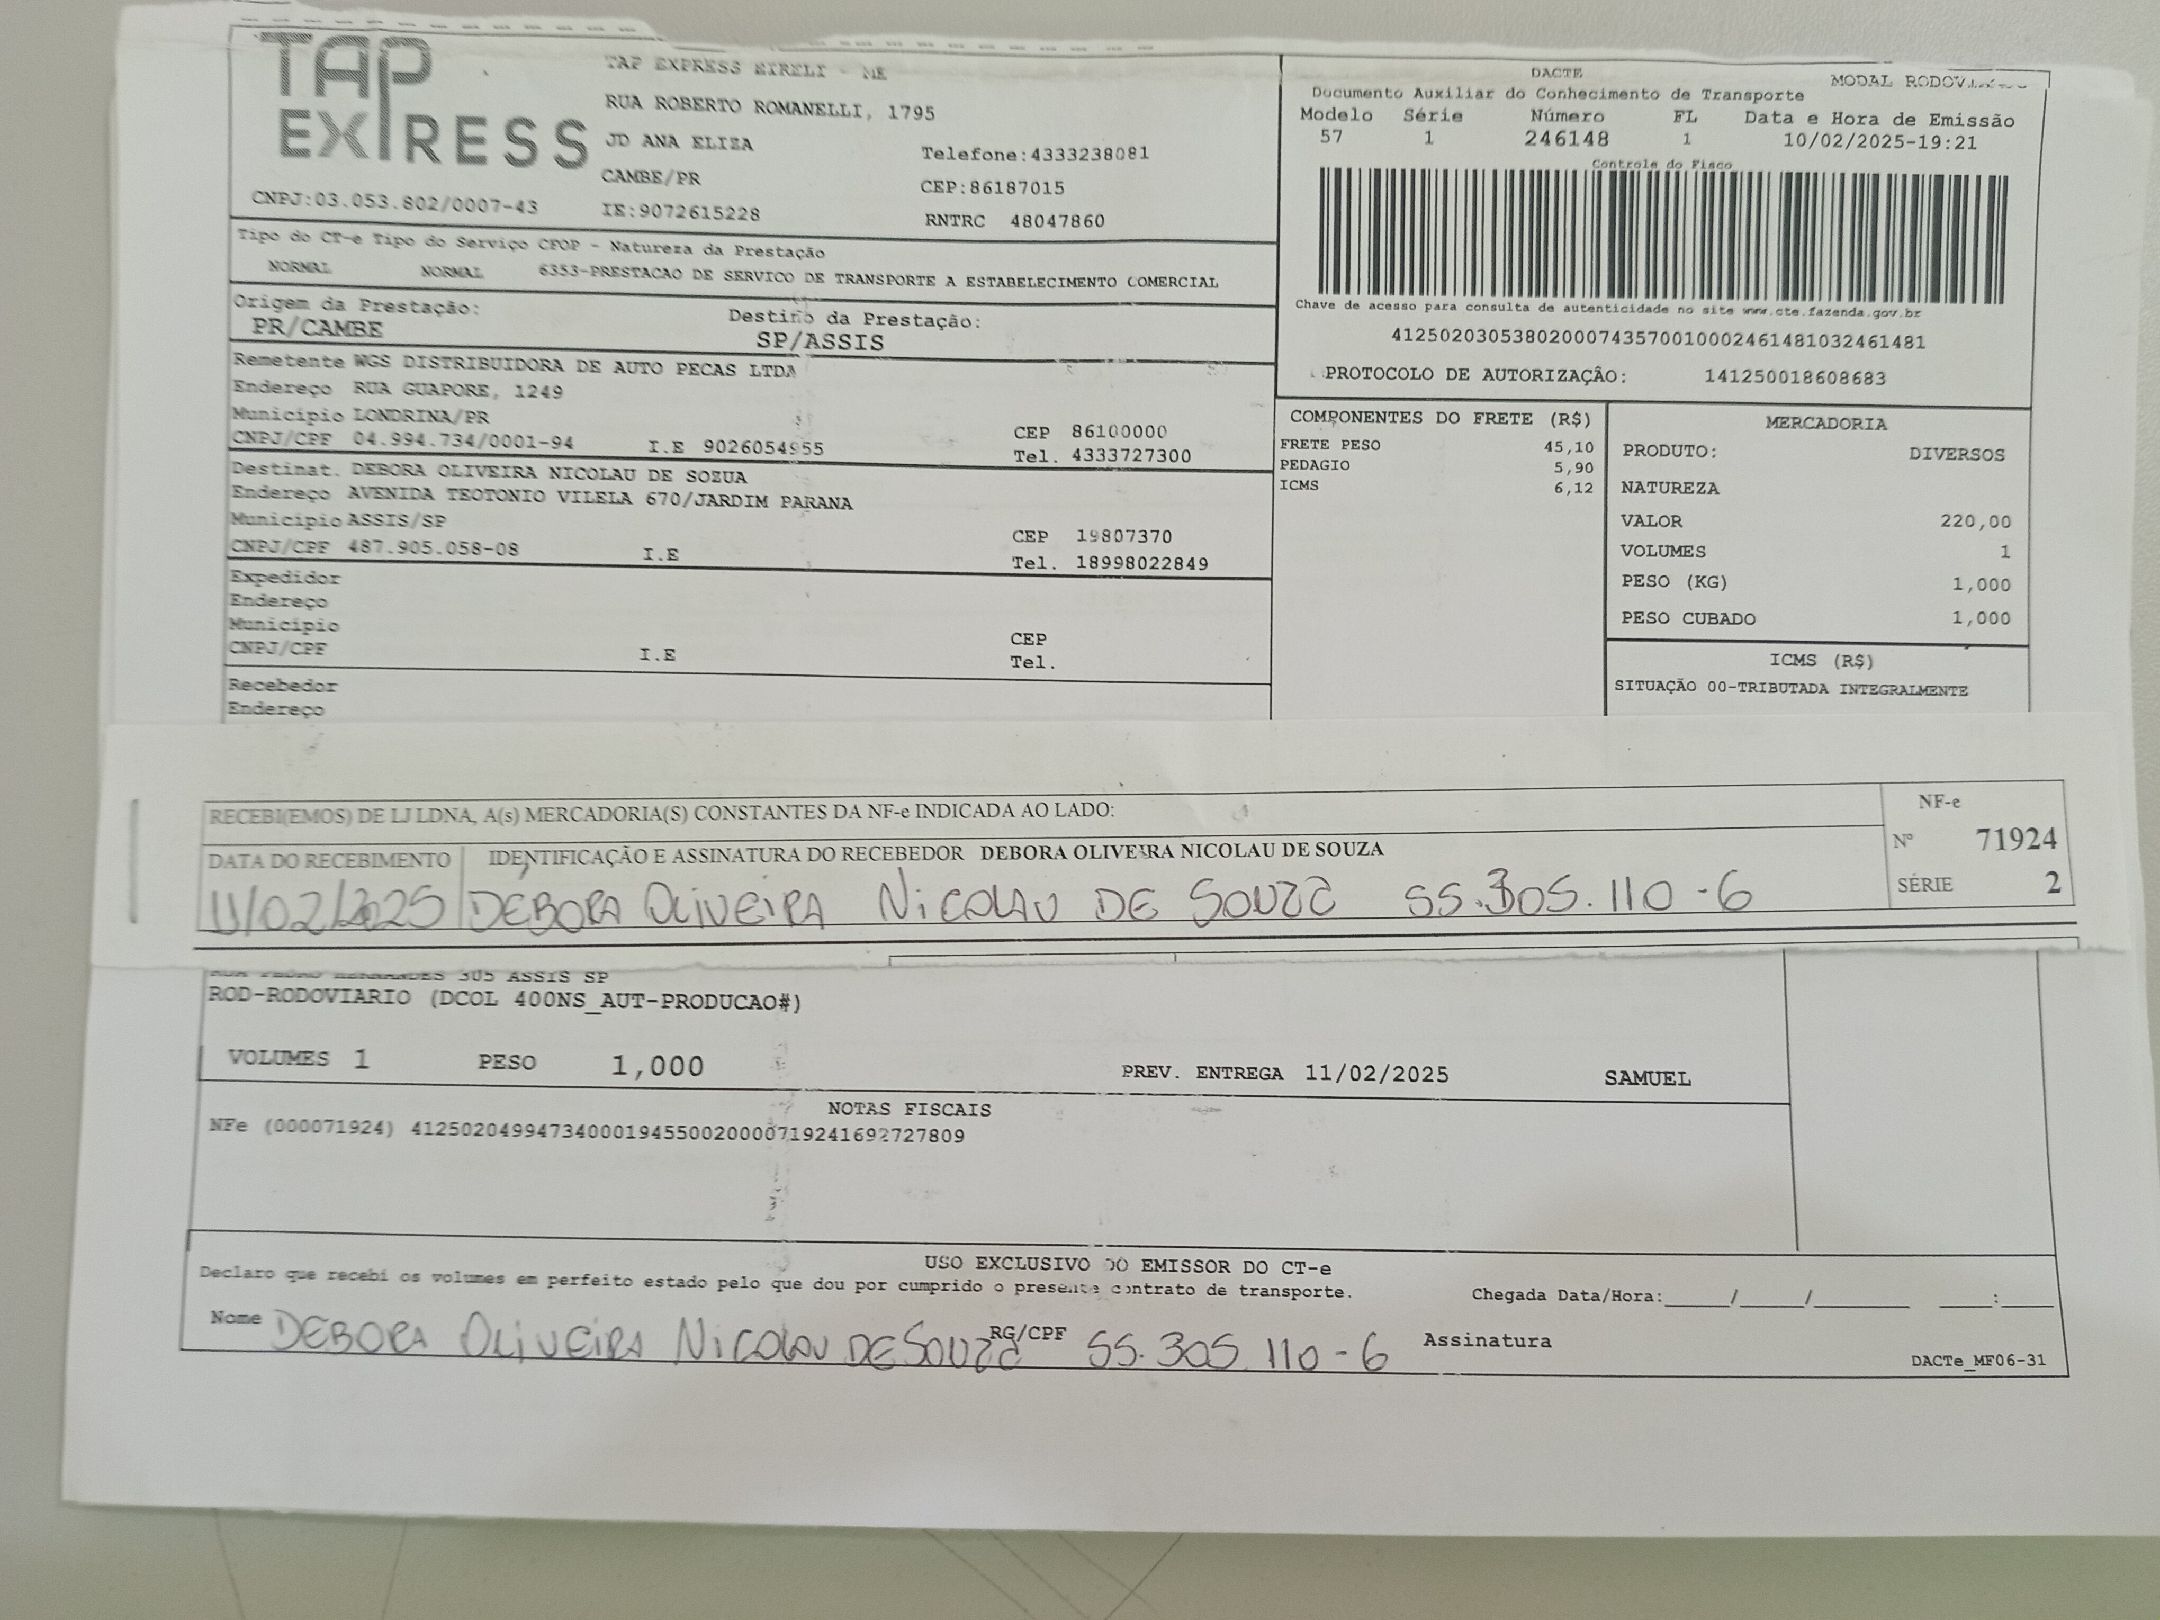 TAP EXPRESS
TAP EXPRESS EIRELI - ME
RUA ROBERTO ROMANELLI, 1795
JD ANA ELIZA
Telefone:4333238081
CAMBE/PR
CEP:86187015
CNPJ:03.053.802/0007-43
IE:9072615228
RNTRC 48047860
DACTE
MODAL
Documento Auxiliar do Conhecimento de Transporte
Modelo Série Número FL Data e Hora de Emissão
57 1 246148 1 10/02/2025-19:21
Controle do Fisco
Chave de acesso para consulta de autenticidade no site www.cte.fazenda.gov.br
41250203053802000743570010002461481032461481
PROTOCOLO DE AUTORIZAÇÃO: 141250018608683
Tipo do CT-e Tipo do Serviço CFOP - Natureza da Prestação
NORMAL NORMAL 6353-PRESTACAO DE SERVICO DE TRANSPORTE A ESTABELECIMENTO COMERCIAL
Origem da Prestação: Destino da Prestação:
PR/CAMBE SP/ASSIS
Remetente WGS DISTRIBUIDORA DE AUTO PECAS LTDA
Endereço RUA GUAPORE, 1249
Município LONDRINA/PR CEP 86100000
CNPJ/CPF 04.994.734/0001-94 I.E 9026054955 Tel. 4333727300
Destinat. DEBORA OLIVEIRA NICOLAU DE SOZUA
Endereço AVENIDA TEOTONIO VILELA 670/JARDIM PARANA
Município ASSIS/SP CEP 19807370
CNPJ/CPF 487.905.058-08 I.E Tel. 18998022849
Expedidor
Endereço
Município CEP
CNPJ/CPF I.E Tel.
Recebedor
Endereço
COMPONENTES DO FRETE (R$)
FRETE PESO 45,10
PEDAGIO 5,90
ICMS 6,12
MERCADORIA
PRODUTO: DIVERSOS
NATUREZA
VALOR 220,00
VOLUMES 1
PESO (KG) 1,000
PESO CUBADO 1,000
ICMS (R$)
SITUAÇÃO 00-TRIBUTADA INTEGRALMENTE
RECEBI(EMOS) DE LJ LDNA, A(s) MERCADORIA(S) CONSTANTES DA NF-e INDICADA AO LADO:
NF-e
Nº 71924
SÉRIE 2
DATA DO RECEBIMENTO IDENTIFICAÇÃO E ASSINATURA DO RECEBEDOR DEBORA OLIVEIRA NICOLAU DE SOUZA
11/02/2025 DEBORA OLIVEIRA NICOLAU DE SOUZA 55.305.110-6
305 ASSIS SP
ROD-RODOVIARIO (DCOL 400NS_AUT-PRODUCAO#)
VOLUMES 1 PESO 1,000 PREV. ENTREGA 11/02/2025 SAMUEL
NOTAS FISCAIS
NFe (000071924) 41250204994734000194550020000719241692727809
USO EXCLUSIVO DO EMISSOR DO CT-e
Declaro que recebi os volumes em perfeito estado pelo que dou por cumprido o presente contrato de transporte.
Chegada Data/Hora:____/____/______ ____:____
Nome DEBORA OLIVEIRA NICOLAU DE SOUZA RG/CPF 55.305.110-6 Assinatura
DACTe_MF06-31